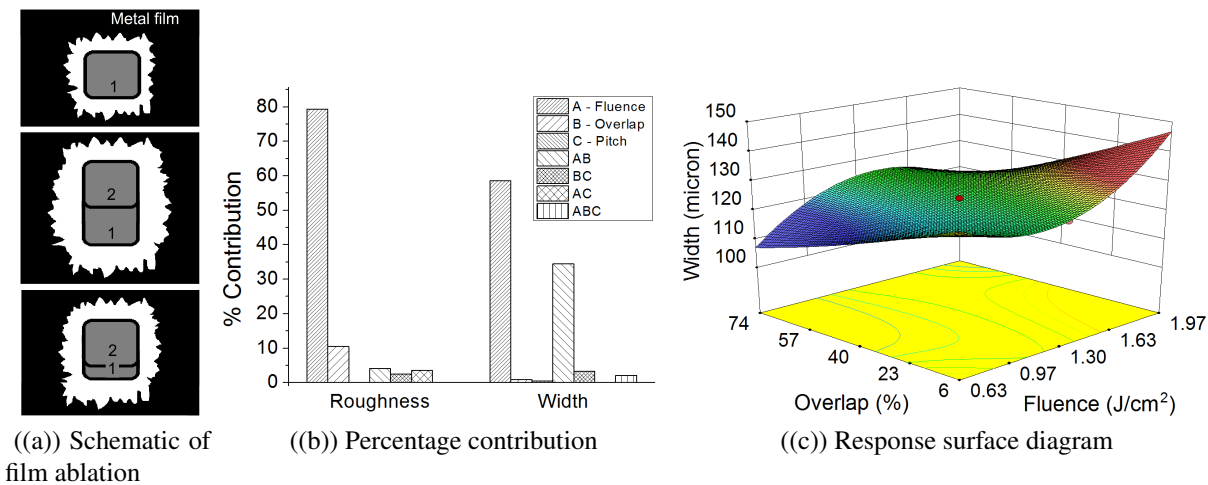 Metal film
1
2
1
2
1
((a)) Schematic of
film ablation
% Contribution
80
70
60
50
40
30
20
10
0
Roughness
Width
A - Fluence
B - Overlap
C - Pitch
AB
BC
AC
ABC
((b)) Percentage contribution
Width (micron)
150
140
130
120
110
100
74
57
40
23
6
Overlap (%)
0.63
0.97
1.30
1.63
1.97
Fluence (J/cm²)
((c)) Response surface diagram